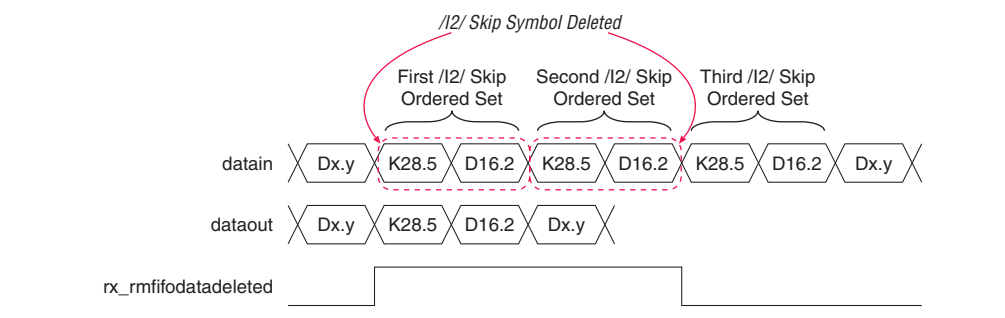 /I2/ Skip Symbol Deleted
First /I2/ Skip Ordered Set
Second /I2/ Skip Ordered Set
Third /I2/ Skip Ordered Set
datain Dx.y K28.5 D16.2 K28.5 D16.2 K28.5 D16.2 Dx.y
dataout Dx.y K28.5 D16.2 Dx.y
rx_rmfifodatadeleted